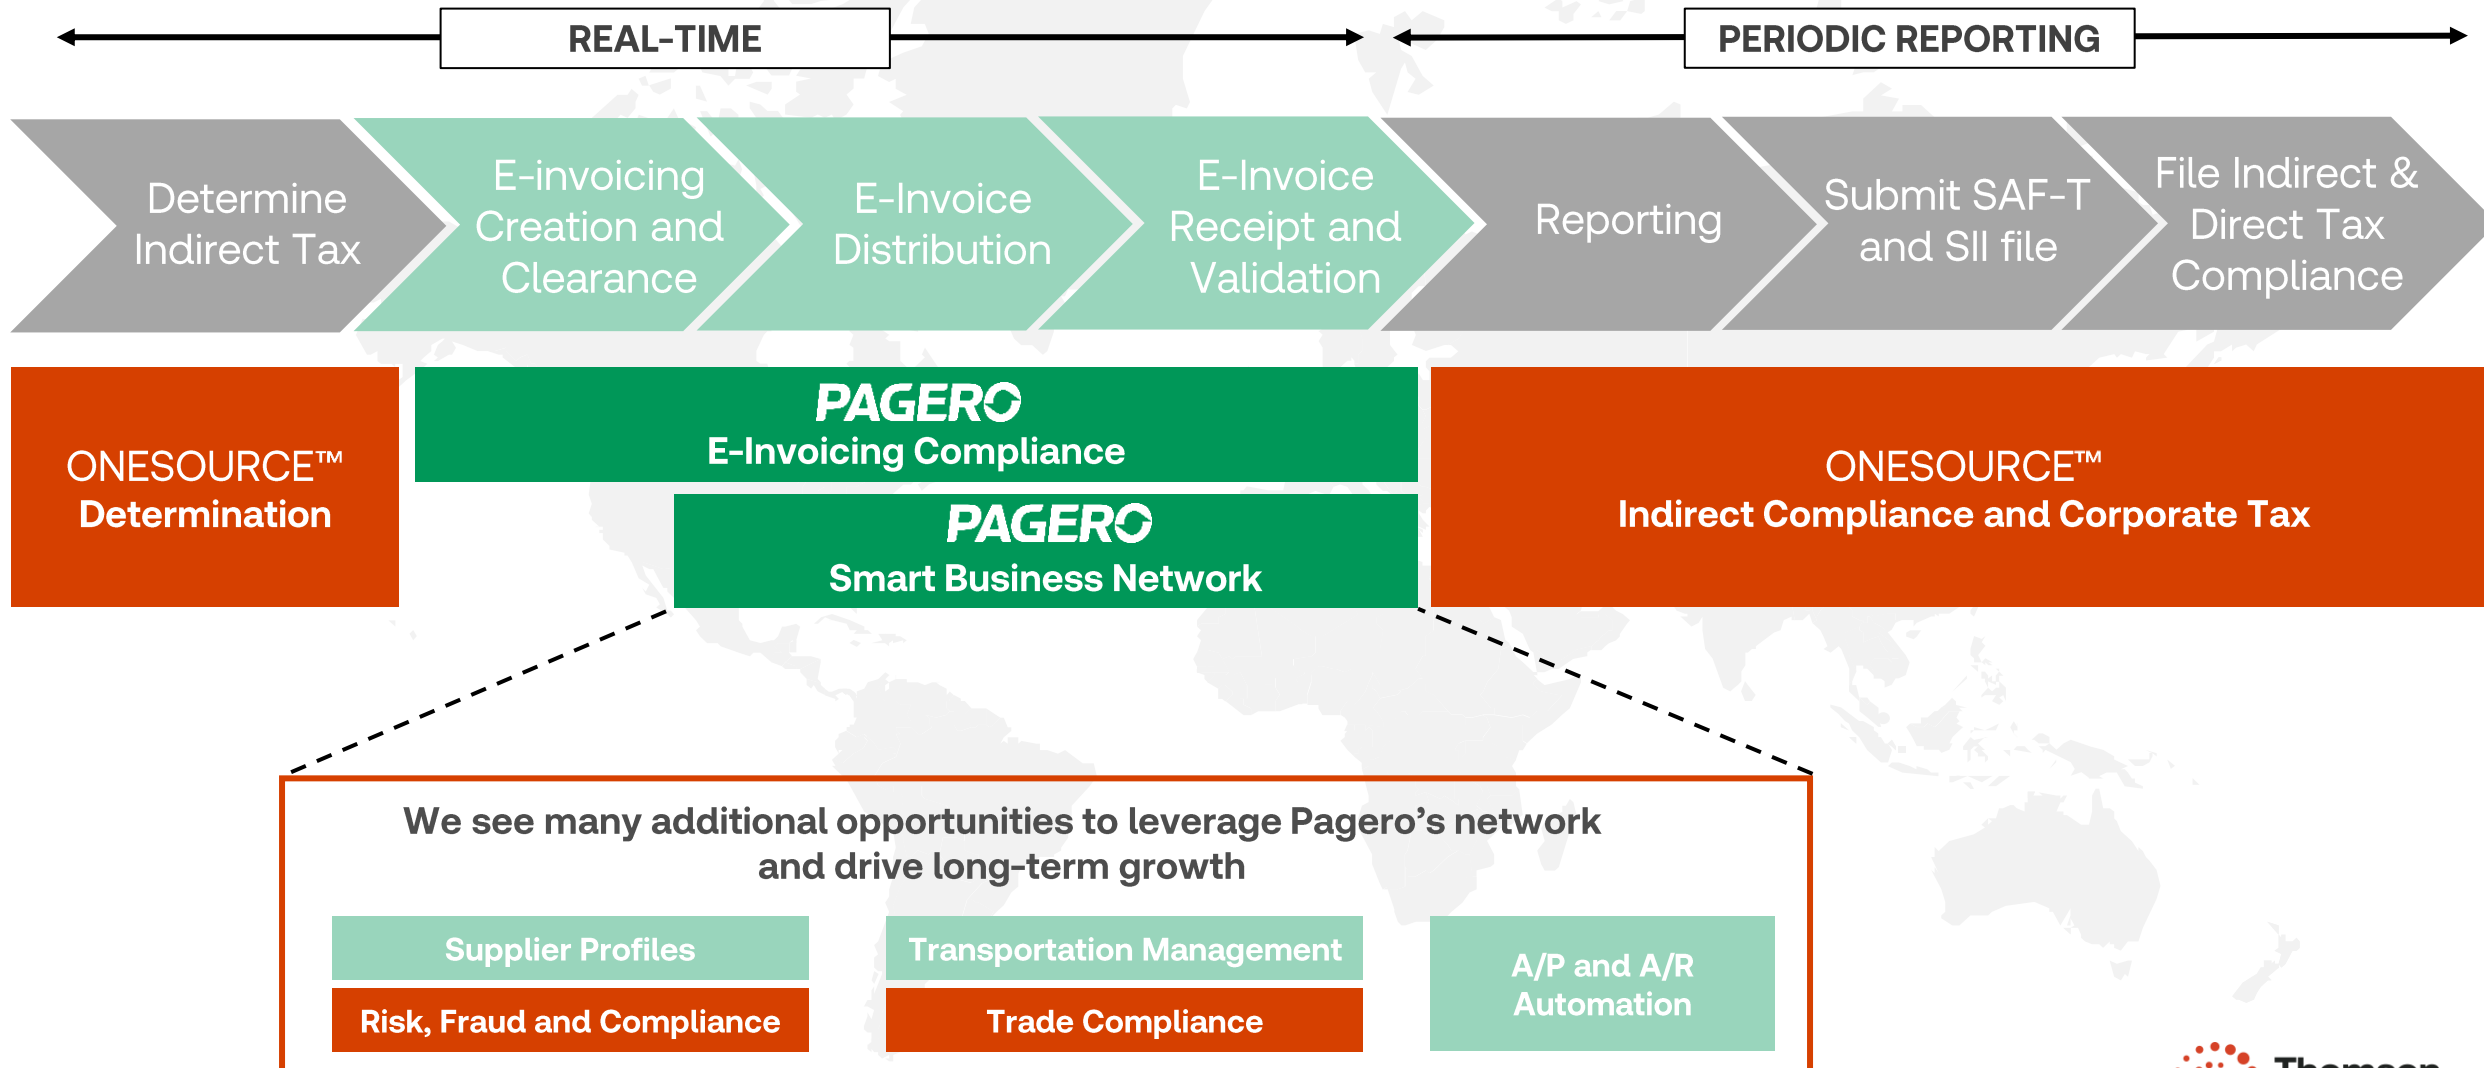 REAL-TIME
PERIODIC REPORTING
Determine
Indirect Tax
E-invoicing
Creation and
Clearance
E-Invoice
Distribution
E-Invoice
Receipt and
Validation
Reporting
Submit SAF-T
and SII file
File Indirect &
Direct Tax
Compliance
ONESOURCE™
Determination
PAGERO
E-Invoicing Compliance
PAGERO
Smart Business Network
ONESOURCE™
Indirect Compliance and Corporate Tax
We see many additional opportunities to leverage Pagero’s network
and drive long-term growth
Supplier Profiles
Risk, Fraud and Compliance
Transportation Management
Trade Compliance
A/P and A/R
Automation
Thomson